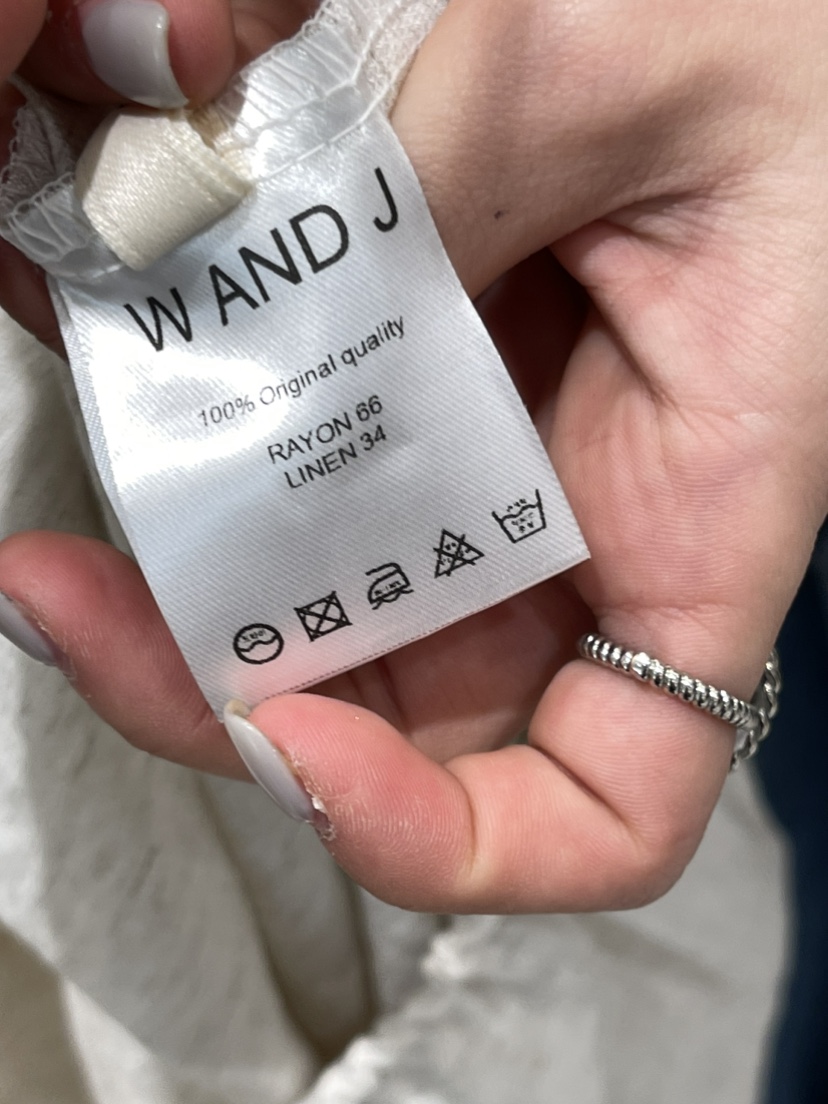 W AND J
100% Original quality
RAYON 66
LINEN 34